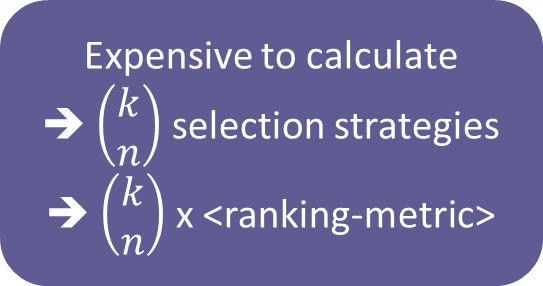 Expensive to calculate
➔ (k n) selection strategies
➔ (k n) x <ranking-metric>